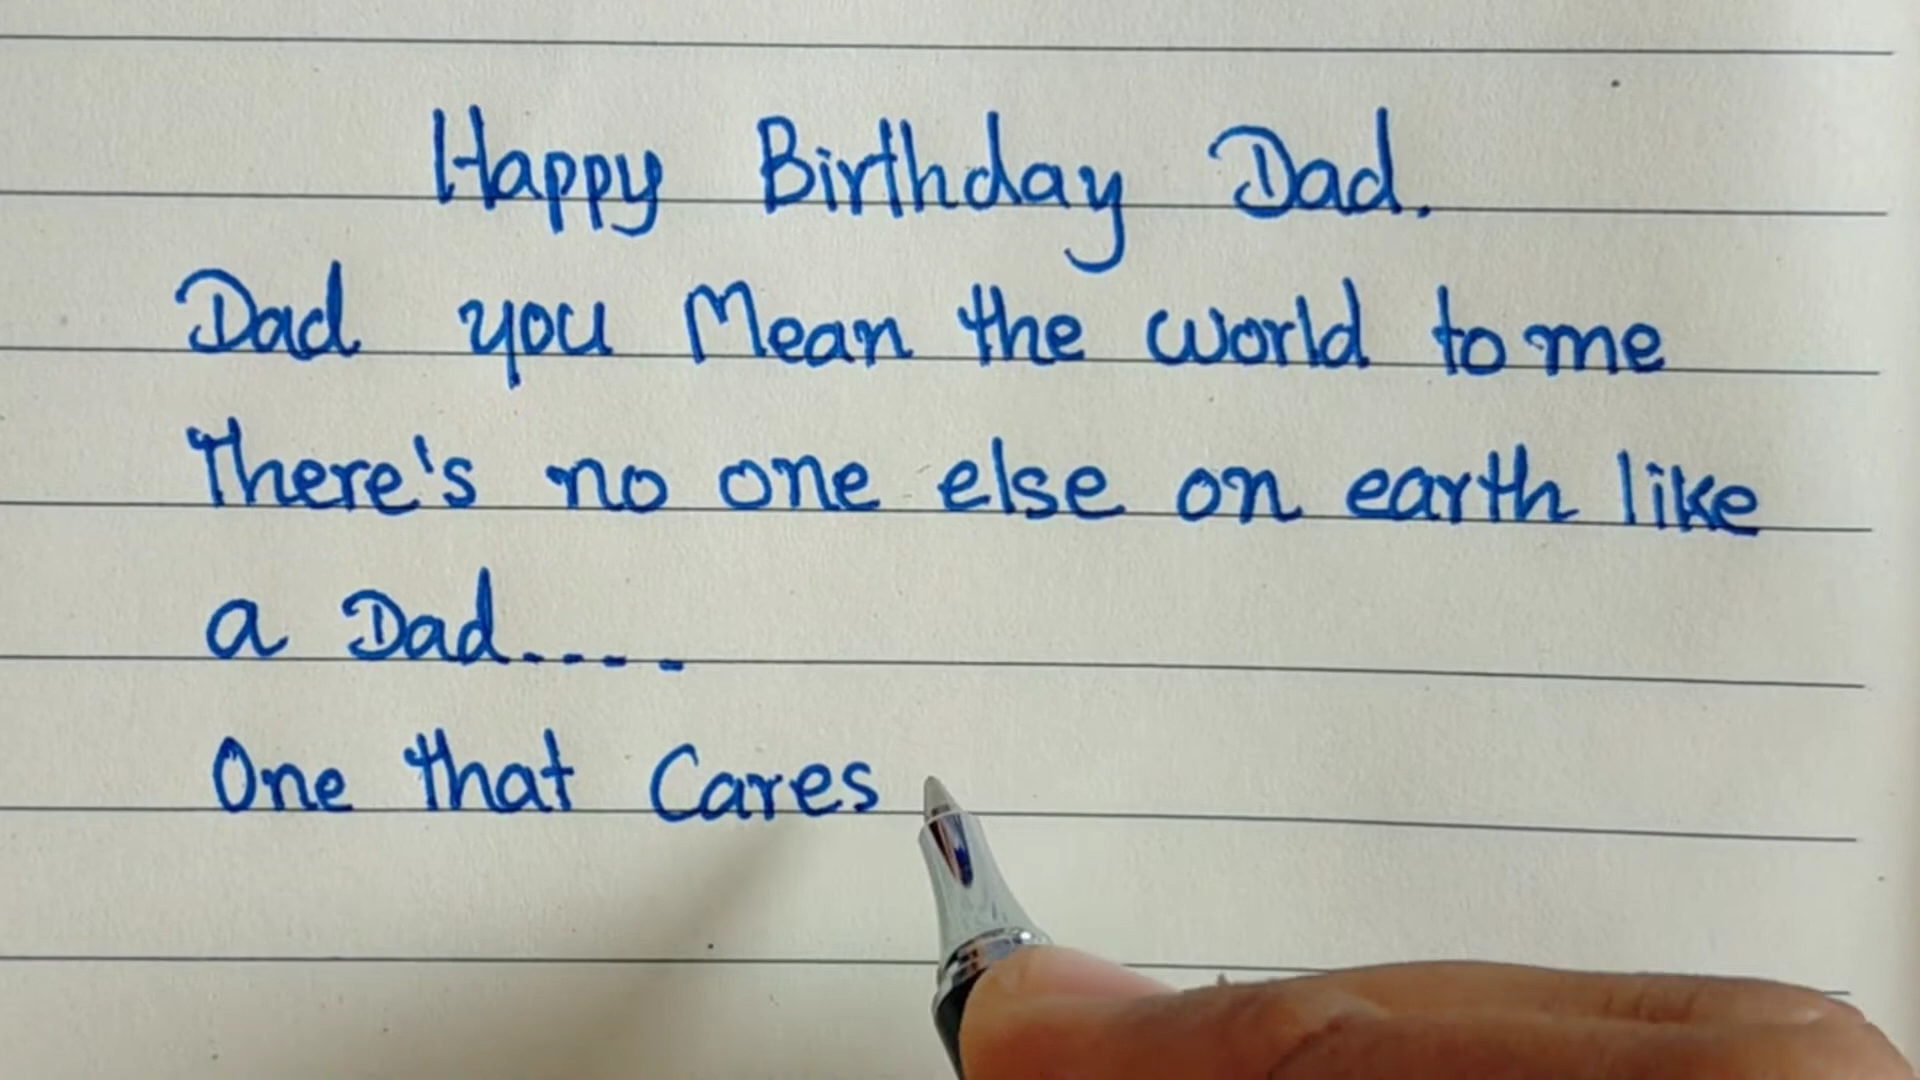 Happy Birthday Dad.
Dad you Mean the world to me
There's no one else on earth like
a Dad....
One that Cares